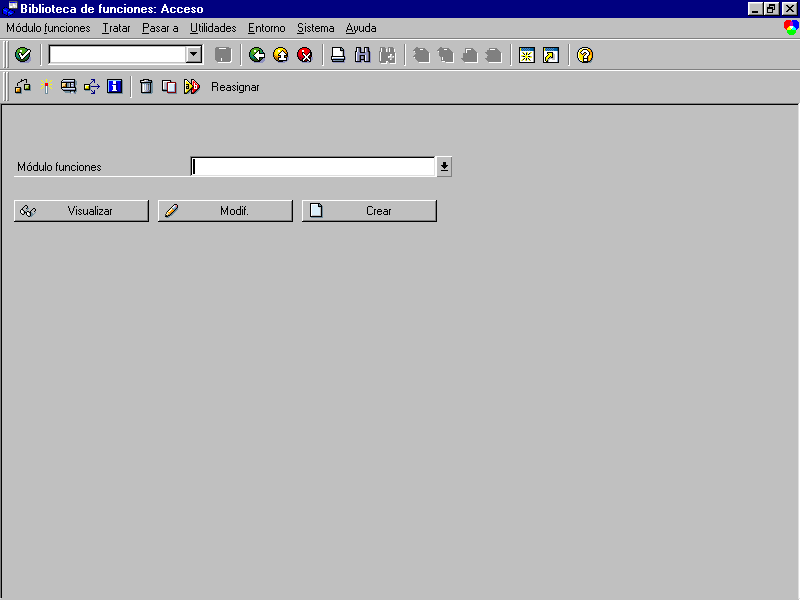 Biblioteca de funciones: Acceso
Módulo funciones Tratar Pasar a Utilidades Entorno Sistema Ayuda
Reasignar
Módulo funciones
Visualizar Modif. Crear